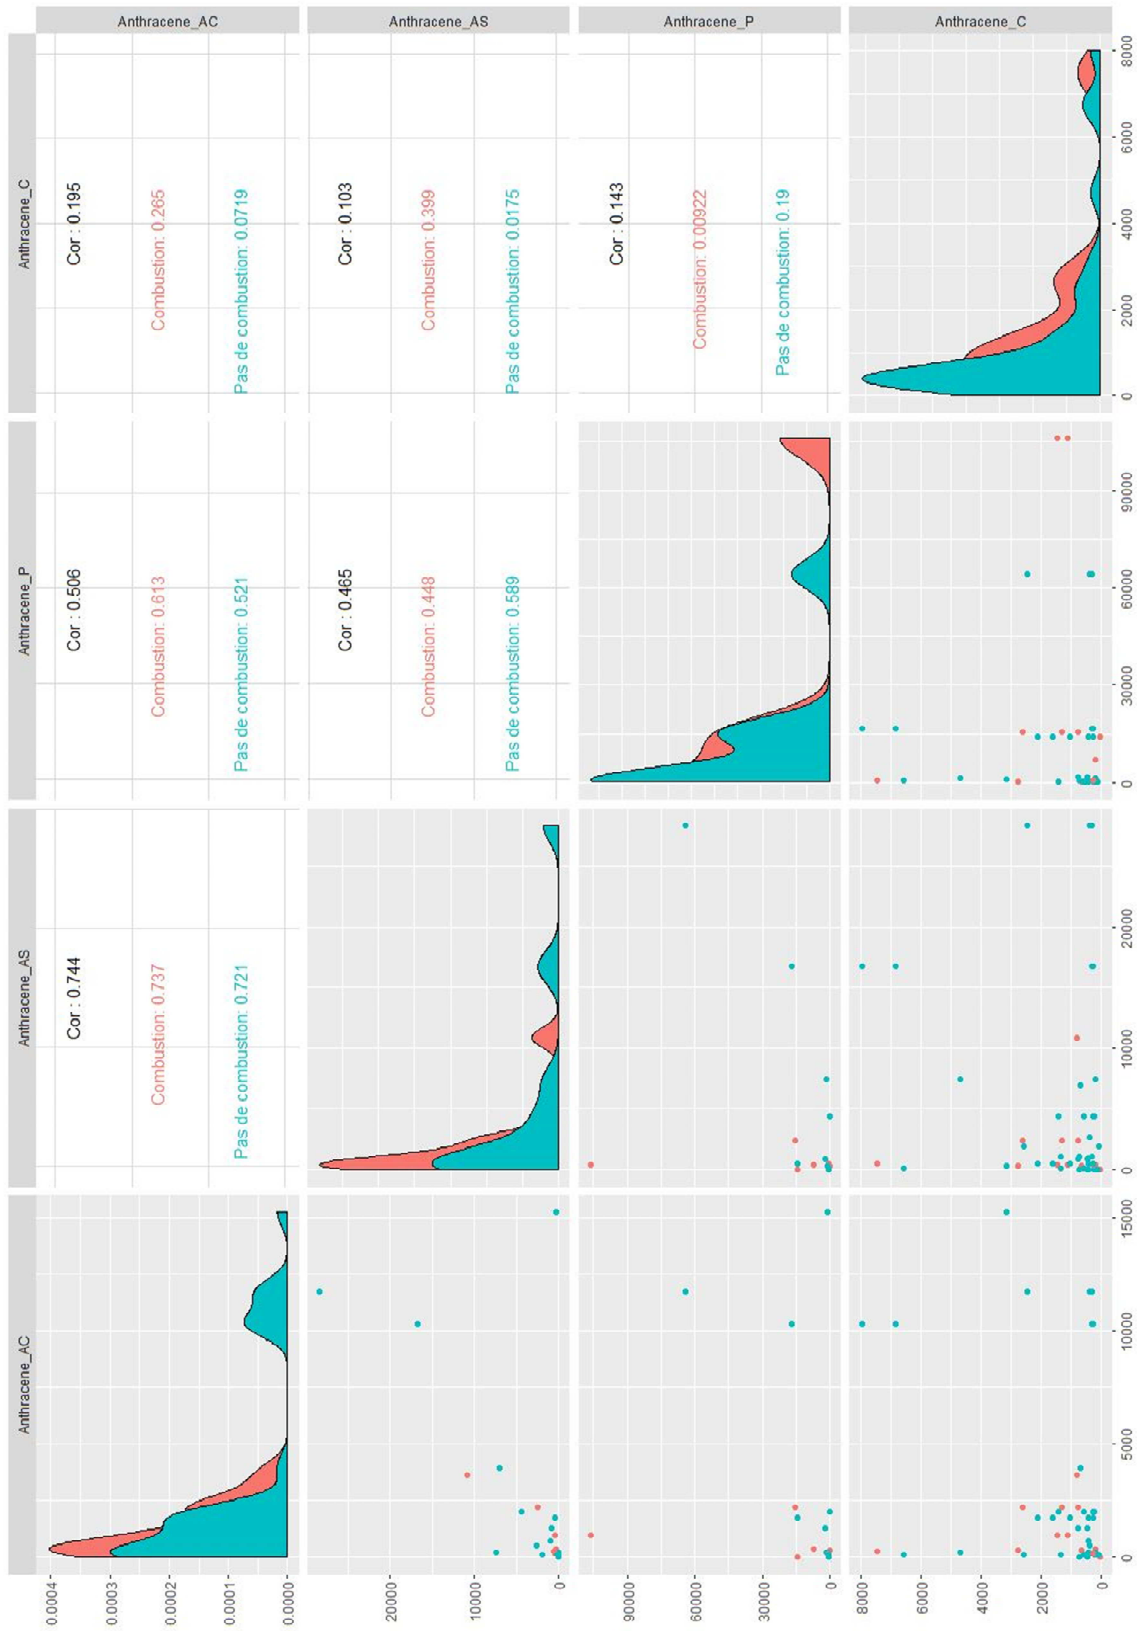 Anthracene_AC
Anthracene_AS
Anthracene_P
Anthracene_C
Anthracene_AC
Anthracene_AS
Anthracene_P
Anthracene_C
Cor : 0.744
Combustion: 0.737
Pas de combustion: 0.721
Cor : 0.506
Combustion: 0.613
Pas de combustion: 0.521
Cor : 0.195
Combustion: 0.265
Pas de combustion: 0.0719
Cor : 0.465
Combustion: 0.448
Pas de combustion: 0.589
Cor : 0.103
Combustion: 0.399
Pas de combustion: 0.0175
Cor : 0.143
Combustion: 0.00922
Pas de combustion: 0.19
0.0004
0.0003
0.0002
0.0001
0.0000
20000
10000
0
90000
60000
30000
0
8000
6000
4000
2000
0
0
5000
10000
15000
0
10000
20000
0
30000
60000
90000
0
2000
4000
6000
8000